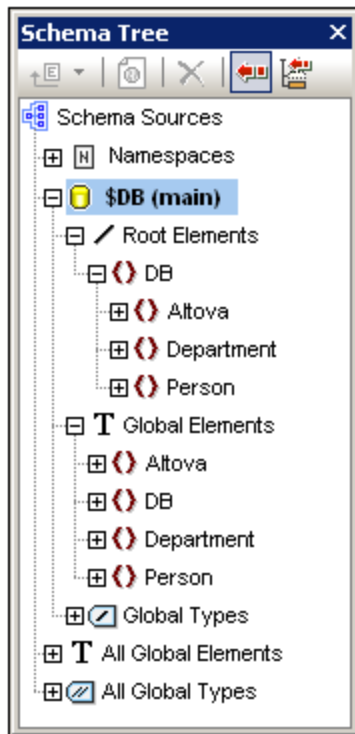 Schema Tree
Schema Sources
Namespaces
$DB (main)
Root Elements
DB
Altova
Department
Person
T Global Elements
Altova
DB
Department
Person
Global Types
T All Global Elements
All Global Types